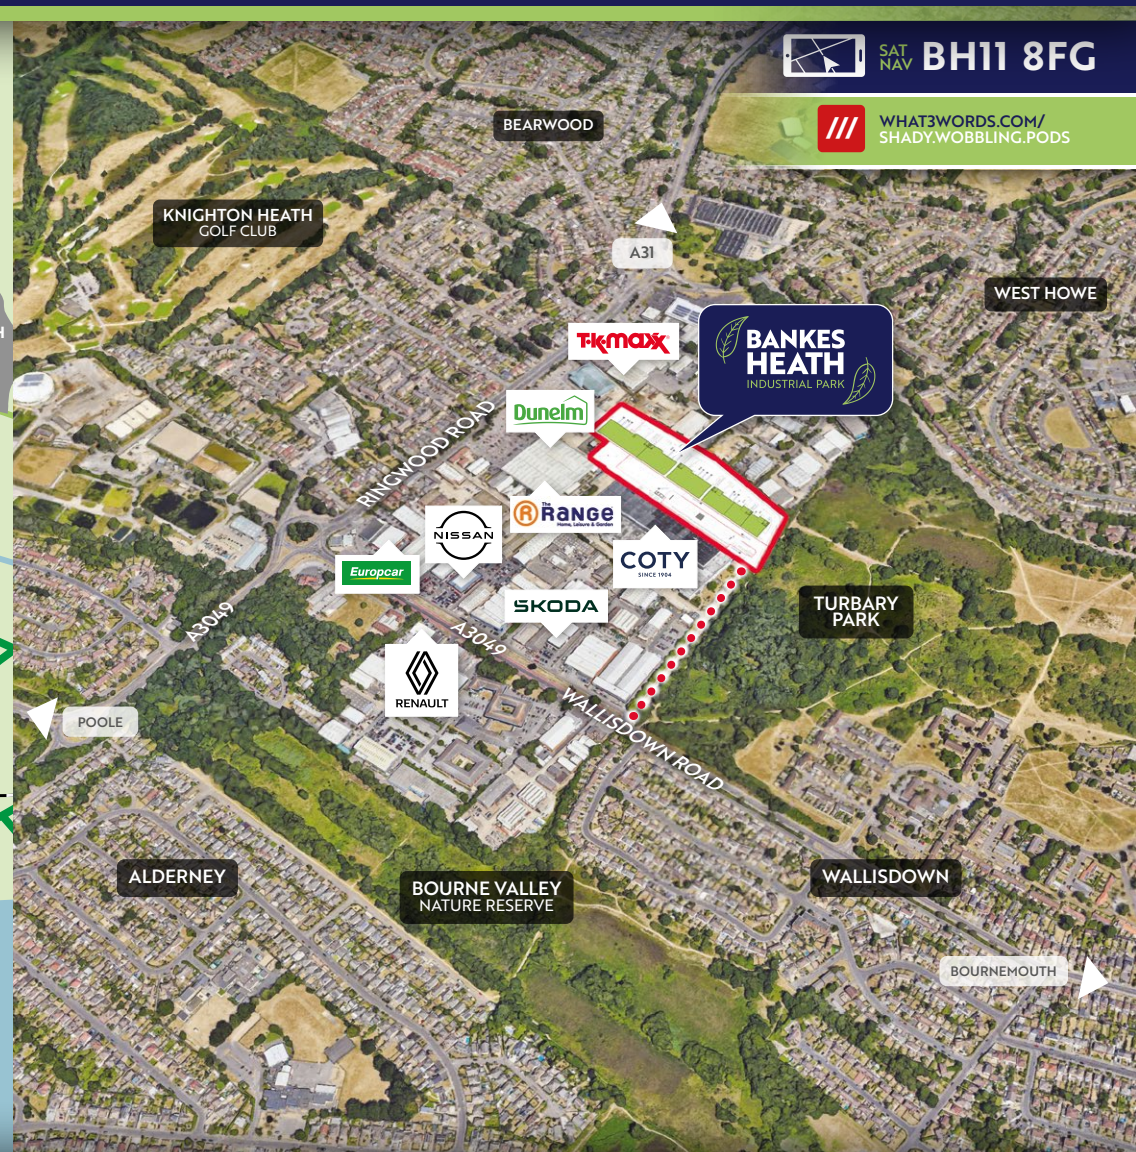 SAT
NAV
BH11 8FG
WHAT3WORDS.COM/
SHADY.WOBBLING.PODS
BEARWOOD
KNIGHTON HEATH
GOLF CLUB
A31
WEST HOWE
H
BANKES
HEATH
INDUSTRIAL PARK
T·K·maxx
Dunelm
RINGWOOD ROAD
The
Range
Home, Leisure & Garden
NISSAN
COTY
SINCE 1904
Europcar
ŠKODA
TURBARY
PARK
A3049
A3049
RENAULT
WALLISDOWN ROAD
POOLE
ALDERNEY
BOURNE VALLEY
NATURE RESERVE
WALLISDOWN
BOURNEMOUTH